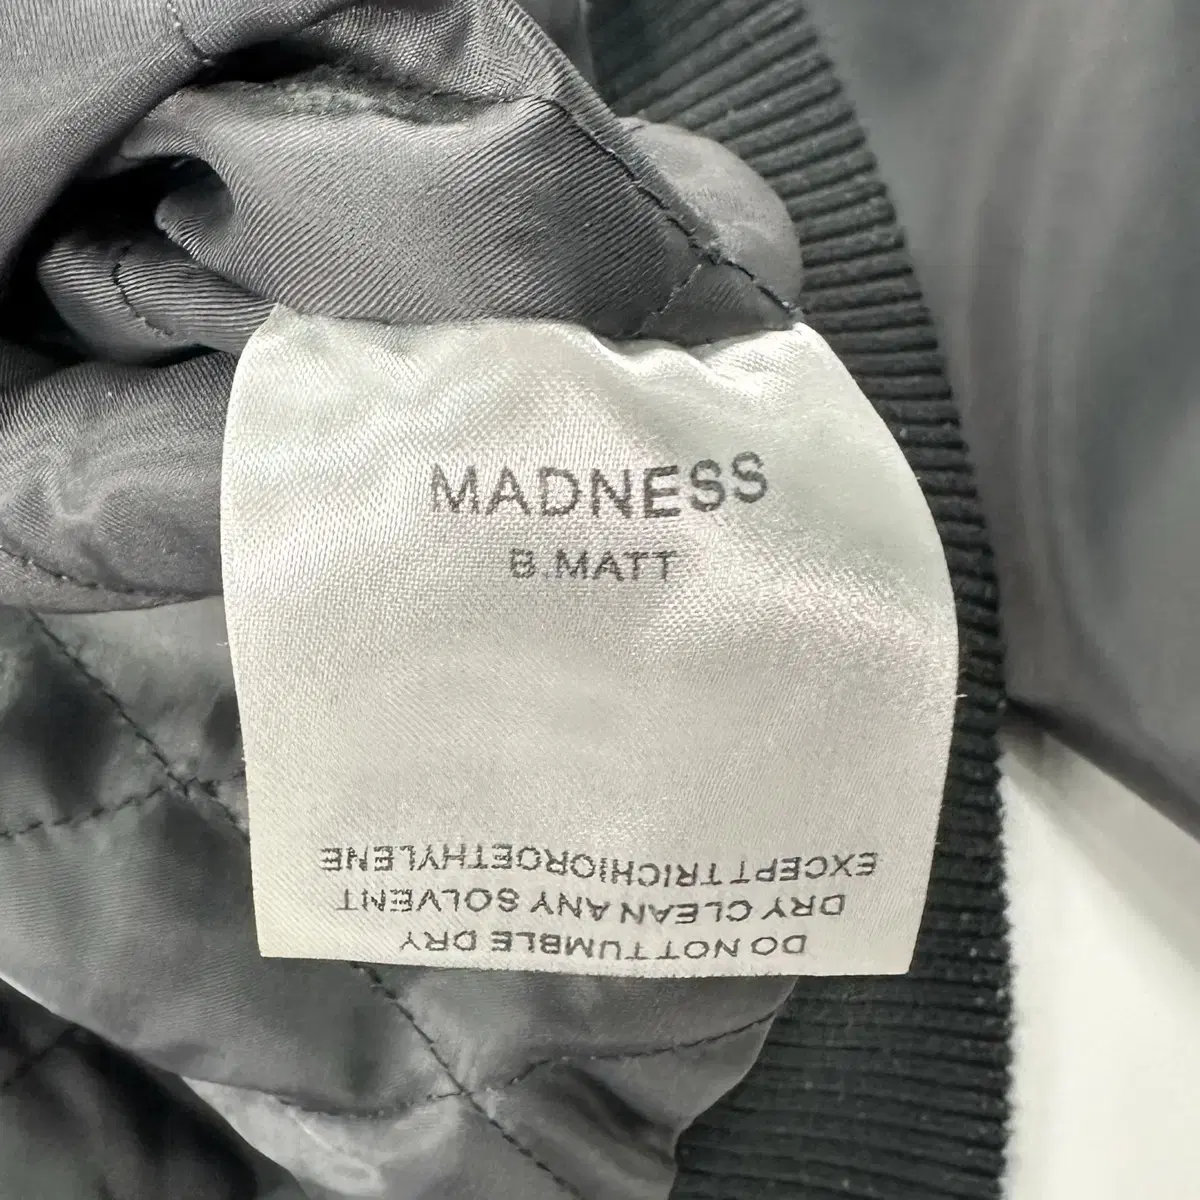 MADNESS
B.MATT
DO NOT TUMBLE DRY
DRY CLEAN ANY SOLVENT
EXCEPT TRICHIOROETHYLENE